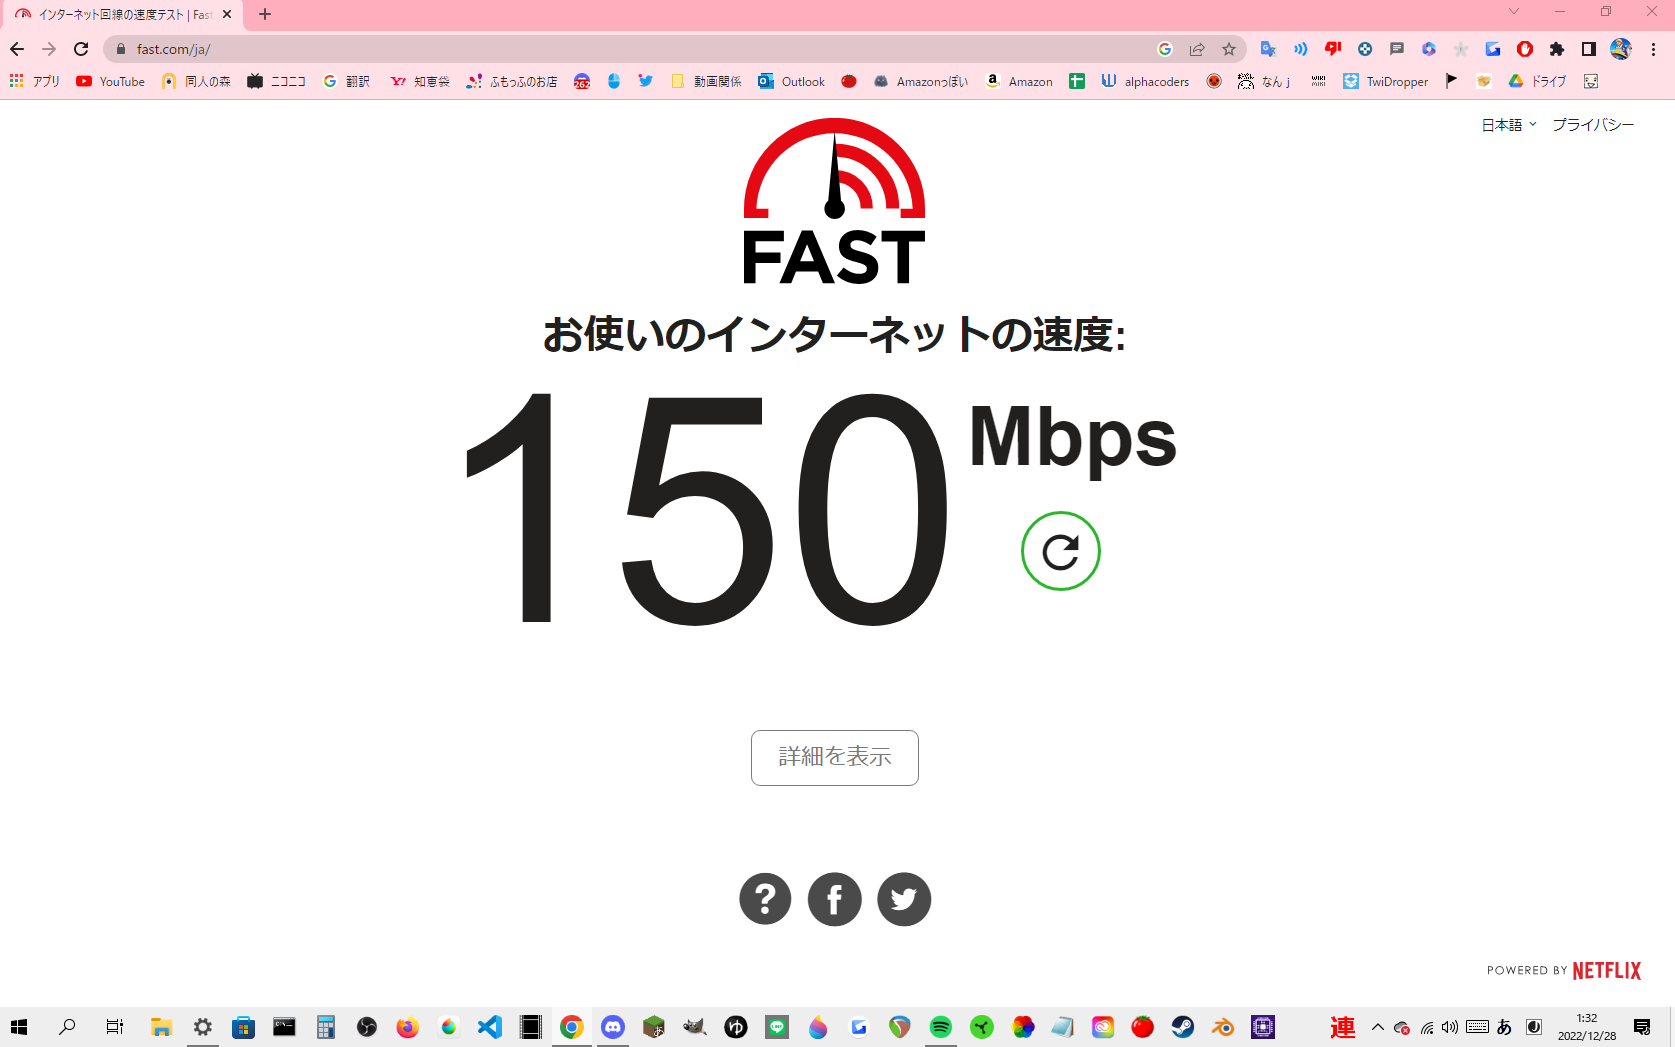 インターネット回線の速度テスト | Fast
fast.com/ja/
アプリ YouTube 同人の森 ニコニコ 翻訳 知恵袋 ふもっふのお店 262 動画関係 Outlook Amazonっぽい Amazon alphacoders なんj WIKI WIKI TwiDropper ドライブ
日本語 プライバシー
FAST
お使いのインターネットの速度:
150 Mbps
詳細を表示
POWERED BY NETFLIX
連 あ 1:32
2022/12/28